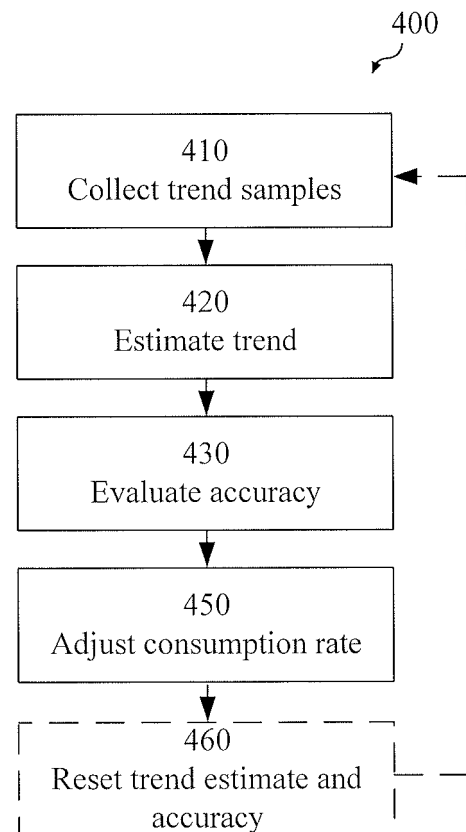 400
410
Collect trend samples
420
Estimate trend
430
Evaluate accuracy
450
Adjust consumption rate
460
Reset trend estimate and
accuracy